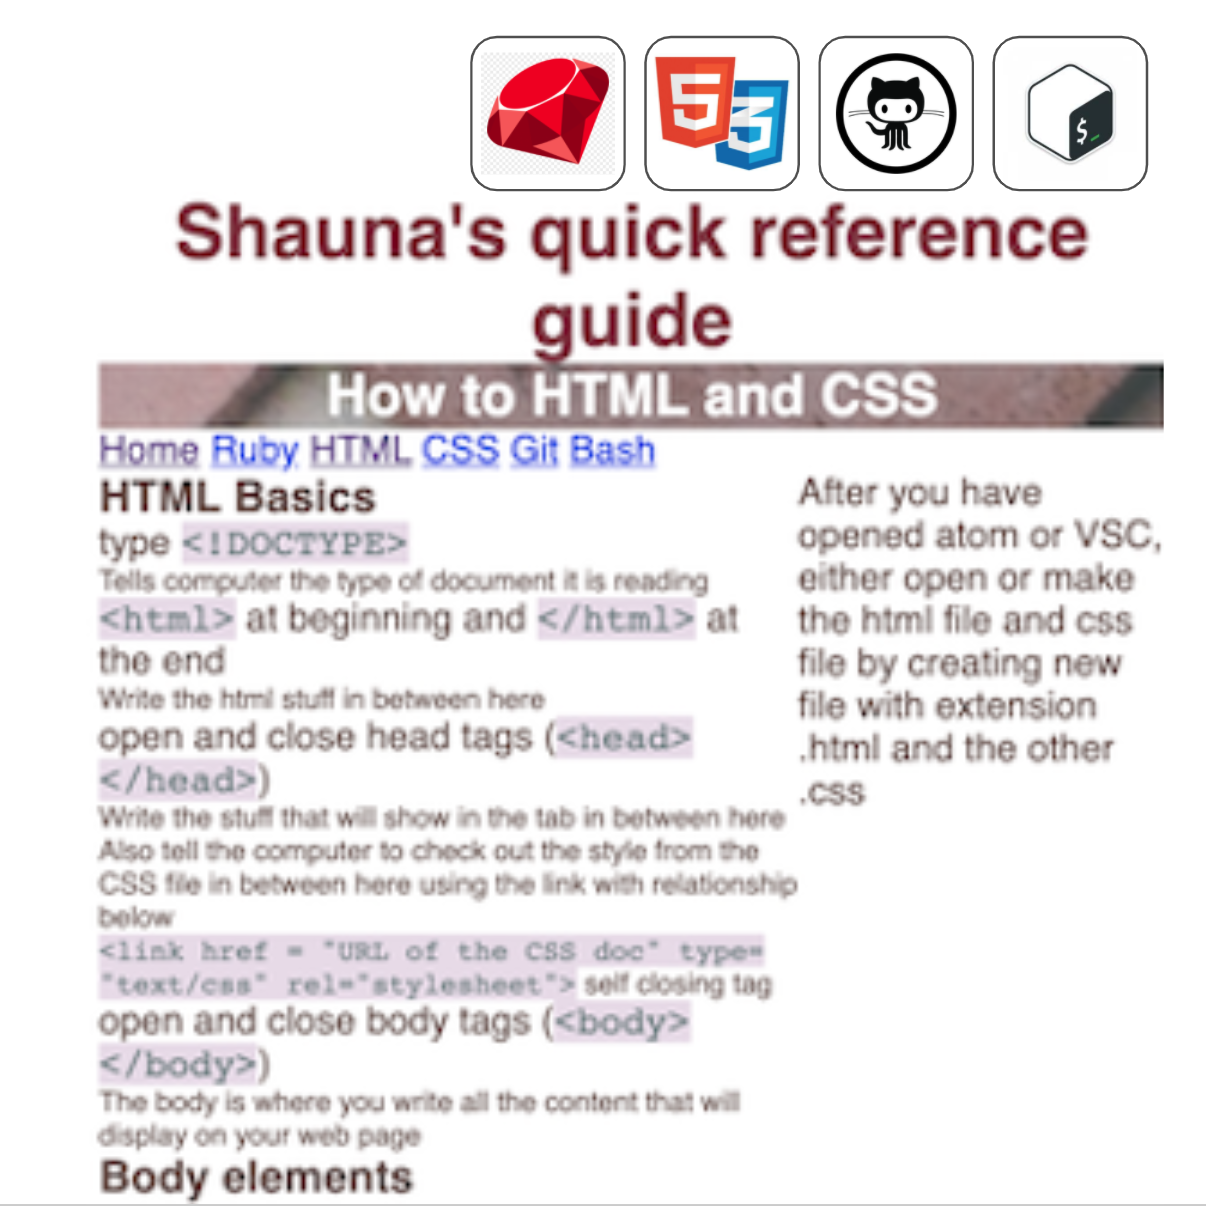 5
3
$_
Shauna's quick reference
guide
How to HTML and CSS
Home Ruby HTML CSS Git Bash
HTML Basics
type <!DOCTYPE>
Tells computer the type of document it is reading
<html> at beginning and </html> at
the end
Write the html stuff in between here
open and close head tags (<head>
</head>)
Write the stuff that will show in the tab in between here
Also tell the computer to check out the style from the
CSS file in between here using the link with relationship
below
<link href = "URL of the CSS doc" type=
"text/css" rel="stylesheet"> self closing tag
open and close body tags (<body>
</body>)
The body is where you write all the content that will
display on your web page
Body elements
After you have
opened atom or VSC,
either open or make
the html file and css
file by creating new
file with extension
.html and the other
.css